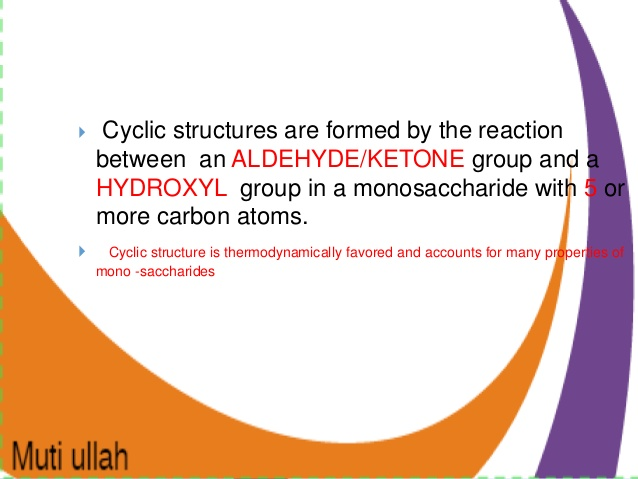 Cyclic structures are formed by the reaction
between an ALDEHYDE/KETONE group and a
HYDROXYL group in a monosaccharide with 5 or
more carbon atoms.
Cyclic structure is thermodynamically favored and accounts for many properties of
mono -saccharides
Muti ullah